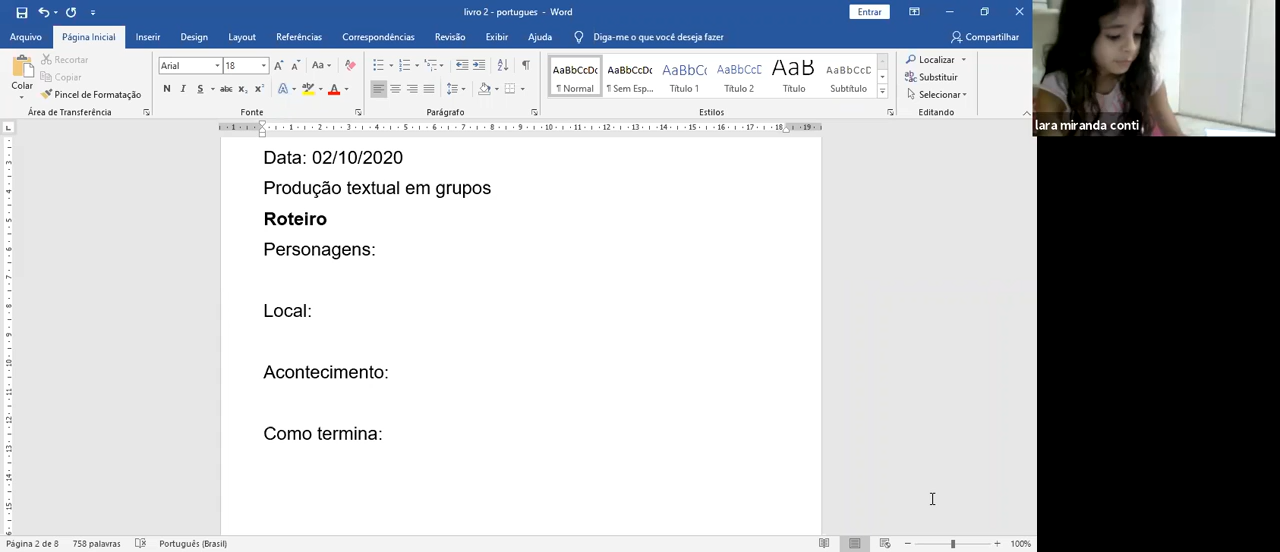 livro 2 - portugues - Word
Entrar
Arquivo Página Inicial Inserir Design Layout Referências Correspondências Revisão Exibir Ajuda Diga-me o que você deseja fazer Compartilhar
Colar
Recortar
Copiar
Pincel de Formatação
Área de Transferência
Arial 18
Fonte
Parágrafo
AaBbCcDc AaBbCcDc AaBbCc AaBbCcD AaB AaBbCcD
¶ Normal ¶ Sem Esp... Título 1 Título 2 Título Subtítulo
Estilos
Localizar
Substituir
Selecionar
Editando
lara miranda conti
Data: 02/10/2020
Produção textual em grupos
Roteiro
Personagens:
Local:
Acontecimento:
Como termina:
Página 2 de 8 758 palavras Português (Brasil) 100%